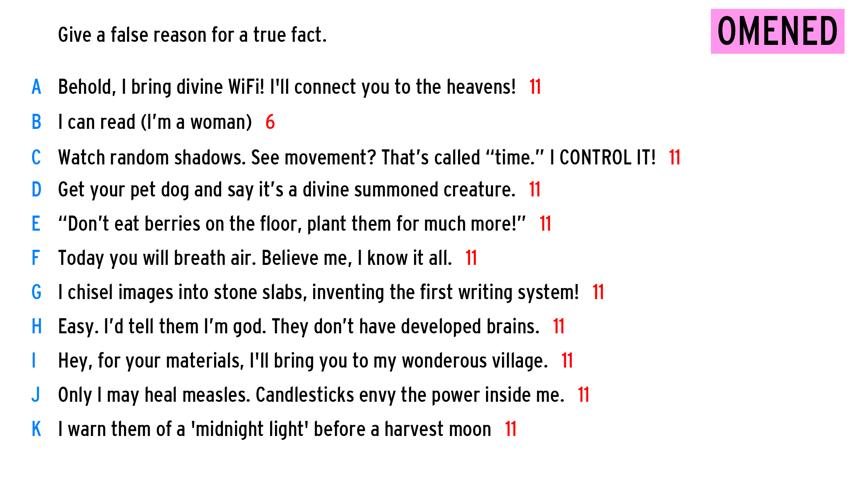 Give a false reason for a true fact.
OMENED
A Behold, I bring divine WiFi! I'll connect you to the heavens! 11
B I can read (I’m a woman) 6
C Watch random shadows. See movement? That’s called “time.” I CONTROL IT! 11
D Get your pet dog and say it’s a divine summoned creature. 11
E “Don’t eat berries on the floor, plant them for much more!” 11
F Today you will breath air. Believe me, I know it all. 11
G I chisel images into stone slabs, inventing the first writing system! 11
H Easy. I’d tell them I’m god. They don’t have developed brains. 11
I Hey, for your materials, I'll bring you to my wonderous village. 11
J Only I may heal measles. Candlesticks envy the power inside me. 11
K I warn them of a 'midnight light' before a harvest moon 11